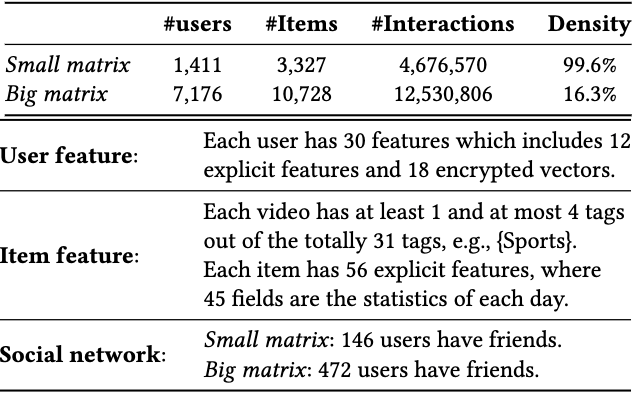 #users #Items #Interactions Density
Small matrix 1,411 3,327 4,676,570 99.6%
Big matrix 7,176 10,728 12,530,806 16.3%
User feature: Each user has 30 features which includes 12
explicit features and 18 encrypted vectors.
Item feature: Each video has at least 1 and at most 4 tags
out of the totally 31 tags, e.g., {Sports}.
Each item has 56 explicit features, where
45 fields are the statistics of each day.
Social network: Small matrix: 146 users have friends.
Big matrix: 472 users have friends.